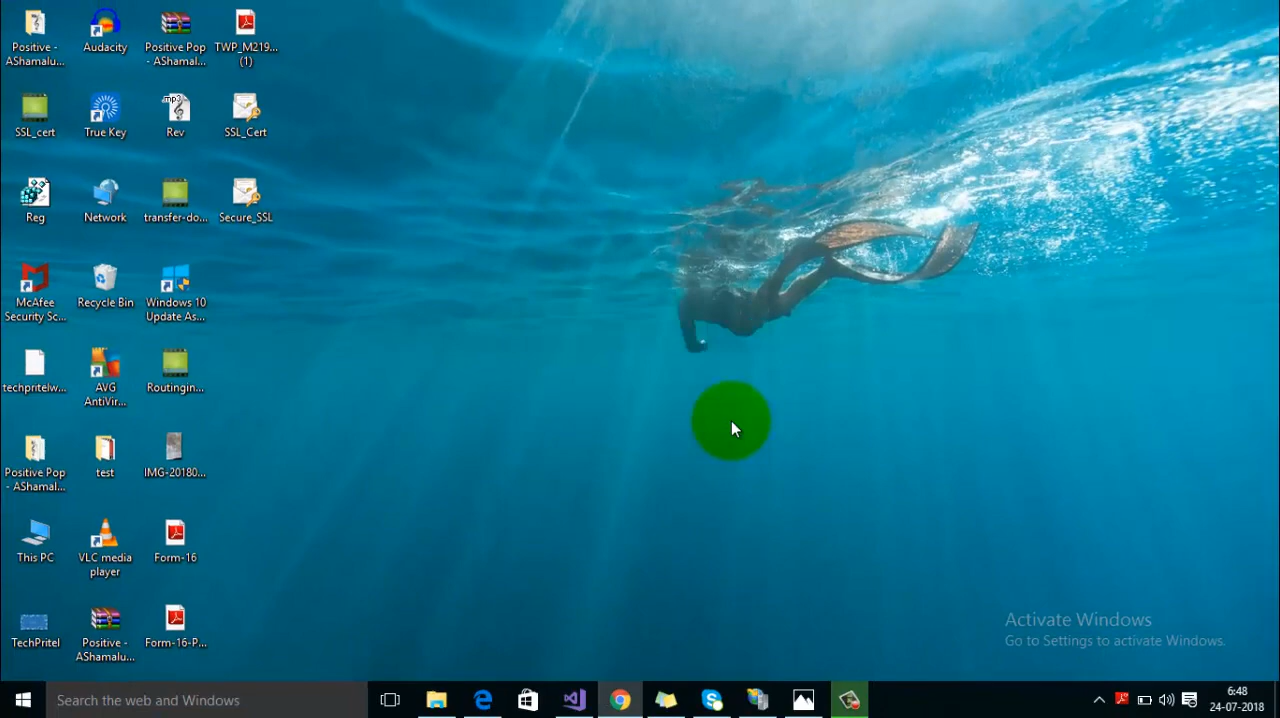 Positive -
AShamalu...
Audacity
Positive Pop
- AShamal...
TWP_M219...
(1)
SSL_cert
True Key
mp3
Rev
SSL_Cert
Reg
Network
transfer-do...
Secure_SSL
McAfee
Security Sc...
Recycle Bin
Windows 10
Update As...
techpritelw...
AVG
AntiVir...
Routingin...
Positive Pop
- AShamal...
test
IMG-20180...
This PC
VLC media
player
Form-16
TechPritel
Positive -
AShamalu...
Form-16-P...
Activate Windows
Go to Settings to activate Windows.
Search the web and Windows
6:48
24-07-2018